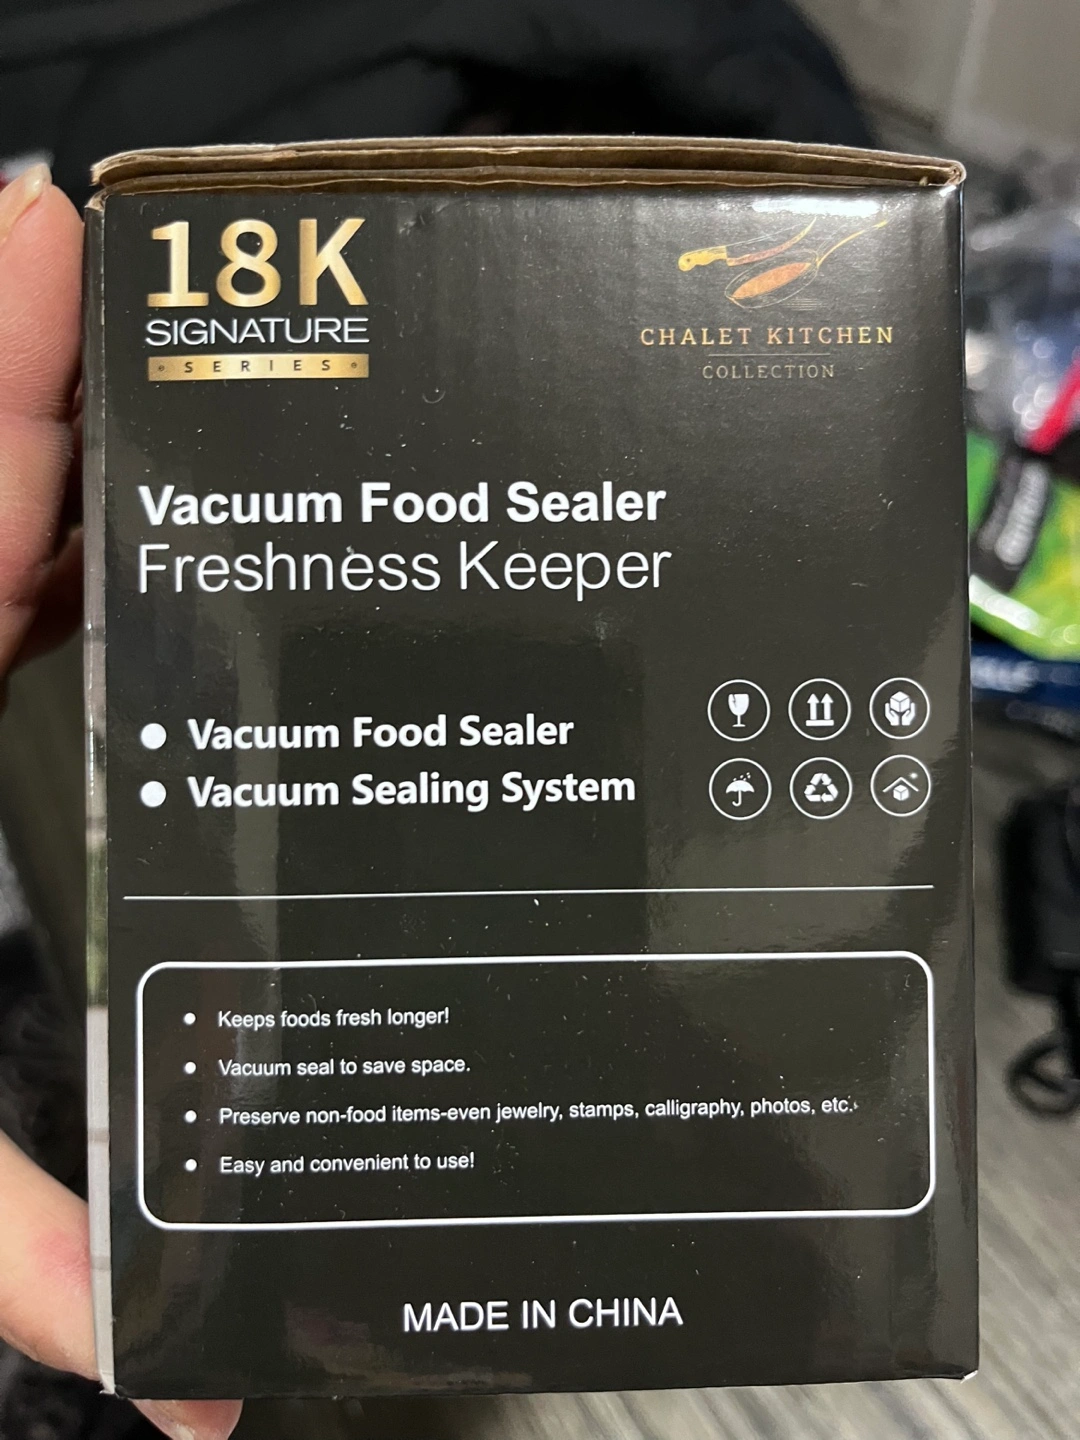 18K
SIGNATURE
SERIES
CHALET KITCHEN
COLLECTION
Vacuum Food Sealer
Freshness Keeper
● Vacuum Food Sealer
● Vacuum Sealing System
● Keeps foods fresh longer!
● Vacuum seal to save space.
● Preserve non-food items-even jewelry, stamps, calligraphy, photos, etc.
● Easy and convenient to use!
MADE IN CHINA